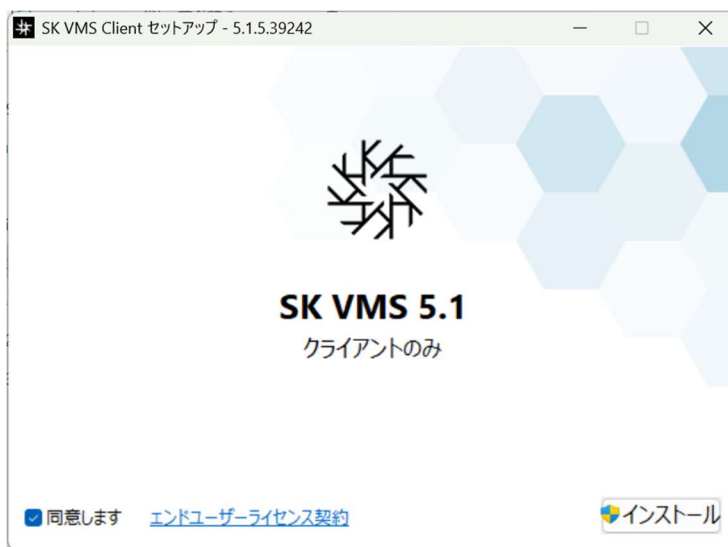 SK VMS Client セットアップ - 5.1.5.39242
SK VMS 5.1
クライアントのみ
同意します エンドユーザーライセンス契約 インストール